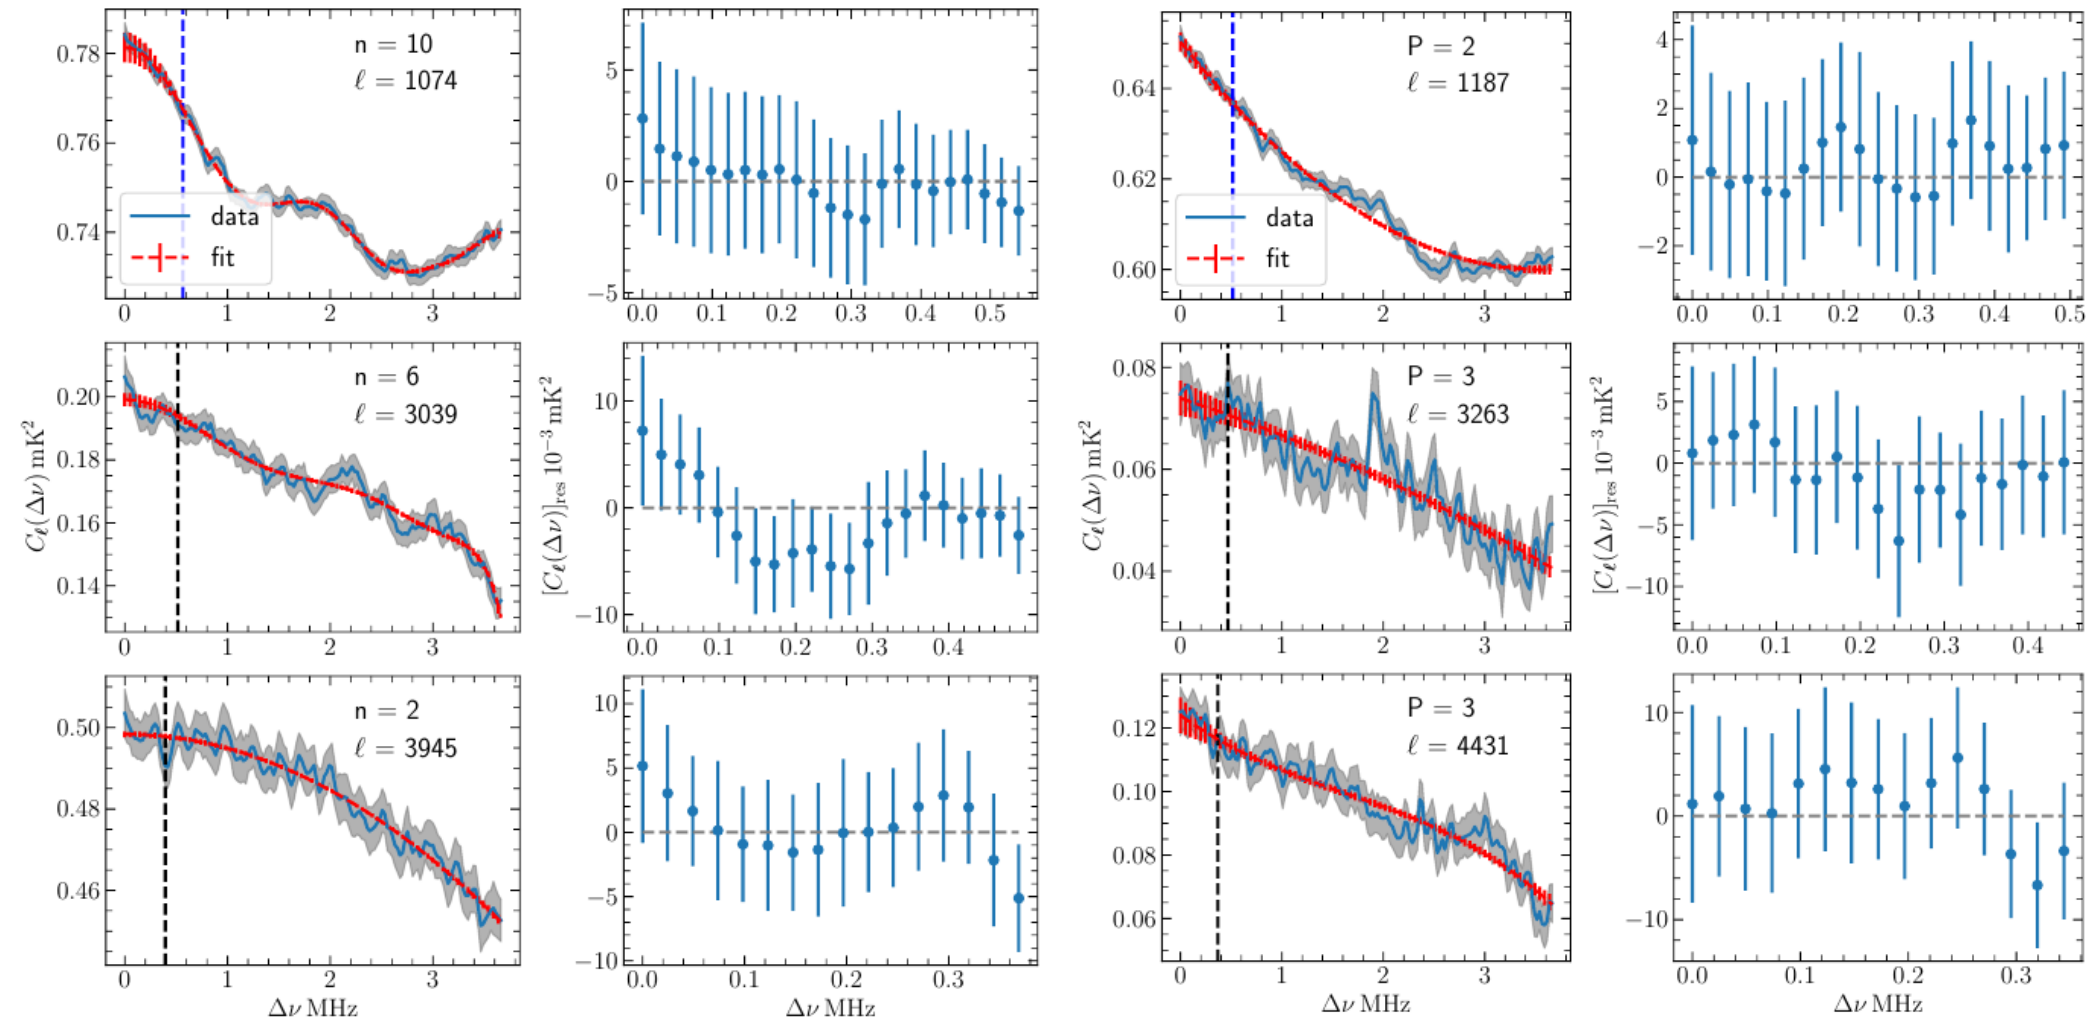 n = 10
ℓ = 1074
data
fit
0.78
0.76
0.74
0 1 2 3
5
0
−5
0.0 0.1 0.2 0.3 0.4 0.5
P = 2
ℓ = 1187
data
fit
0.64
0.62
0.60
0 1 2 3
4
2
0
−2
0.0 0.1 0.2 0.3 0.4 0.5
n = 6
ℓ = 3039
C_ℓ(Δν) mK²
0.20
0.18
0.16
0.14
0 1 2 3
[C_ℓ(Δν)]_res 10⁻³ mK²
10
0
−10
0.0 0.1 0.2 0.3 0.4
P = 3
ℓ = 3263
C_ℓ(Δν) mK²
0.08
0.06
0.04
0 1 2 3
[C_ℓ(Δν)]_res 10⁻³ mK²
5
0
−5
−10
0.0 0.1 0.2 0.3 0.4
n = 2
ℓ = 3945
0.50
0.48
0.46
0 1 2 3
Δν MHz
10
5
0
−5
−10
0.0 0.1 0.2 0.3
Δν MHz
P = 3
ℓ = 4431
0.12
0.10
0.08
0.06
0 1 2 3
Δν MHz
10
0
−10
0.0 0.1 0.2 0.3
Δν MHz